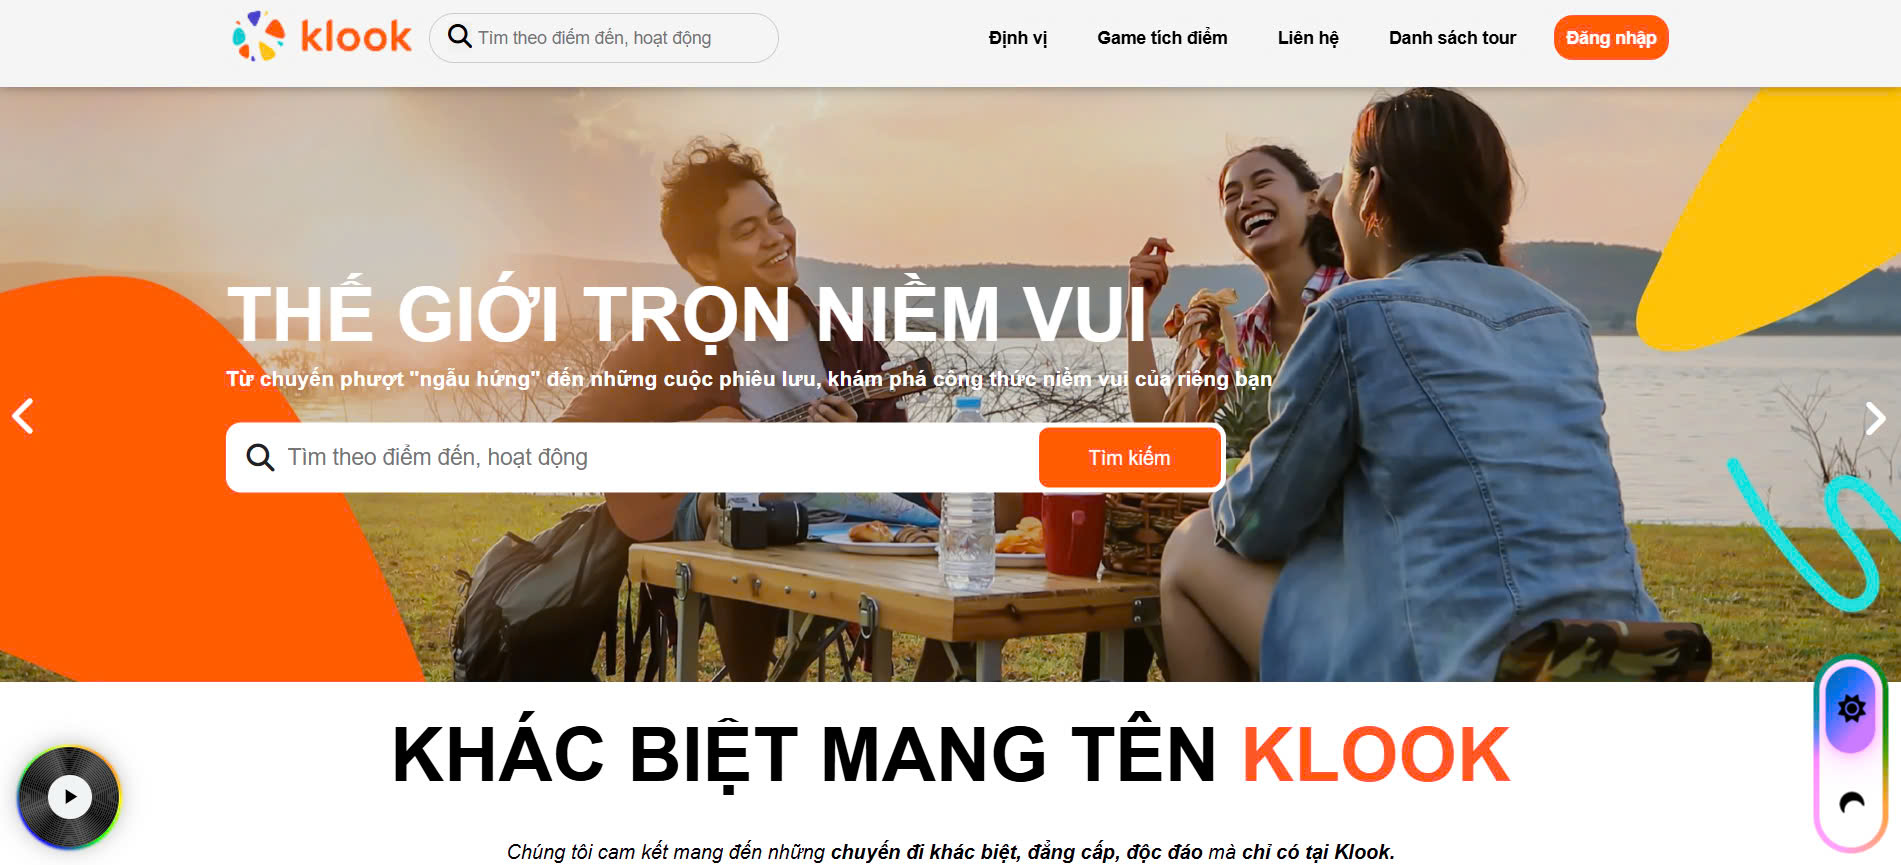 klook
Tìm theo điểm đến, hoạt động
Định vị
Game tích điểm
Liên hệ
Danh sách tour
Đăng nhập
THẾ GIỚI TRỌN NIỀM VUI
Từ chuyến phượt "ngẫu hứng" đến những cuộc phiêu lưu, khám phá công thức niềm vui của riêng bạn
Tìm theo điểm đến, hoạt động
Tìm kiếm
KHÁC BIỆT MANG TÊN KLOOK
Chúng tôi cam kết mang đến những chuyến đi khác biệt, đẳng cấp, độc đáo mà chỉ có tại Klook.